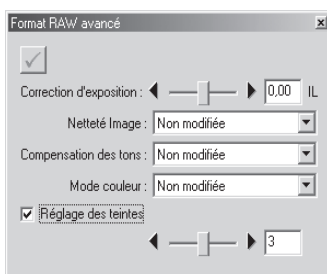 Format RAW avancé
Correction d'exposition : 0,00 IL
Netteté Image : Non modifiée
Compensation des tons : Non modifiée
Mode couleur : Non modifiée
Réglage des teintes
3